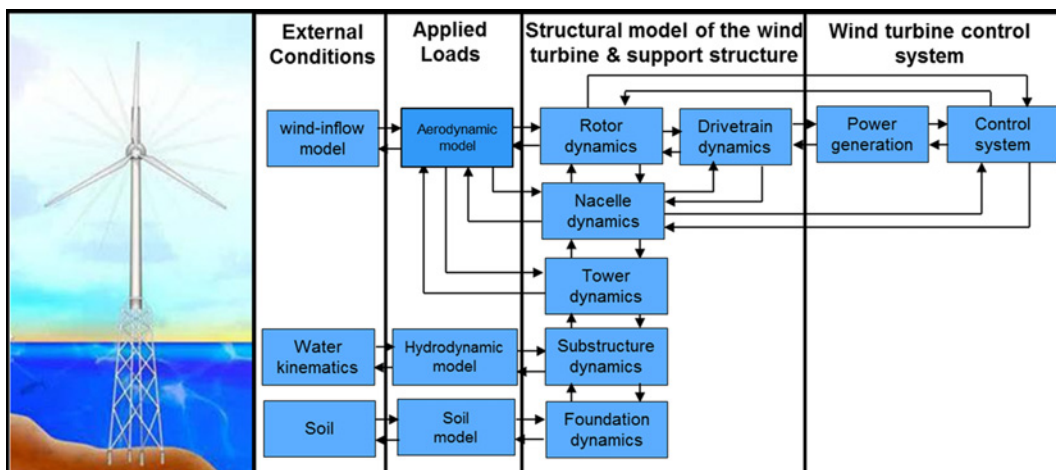 External
Conditions
Applied
Loads
Structural model of the wind
turbine & support structure
Wind turbine control
system
wind-inflow
model
Aerodynamic
model
Rotor
dynamics
Drivetrain
dynamics
Power
generation
Control
system
Nacelle
dynamics
Tower
dynamics
Water
kinematics
Hydrodynamic
model
Substructure
dynamics
Soil
Soil
model
Foundation
dynamics